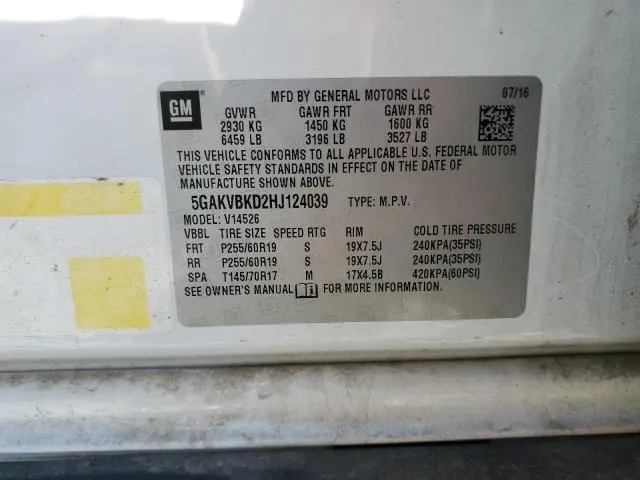 MFD BY GENERAL MOTORS LLC 07/16
GM
GVWR GAWR FRT GAWR RR
2930 KG 1450 KG 1600 KG
6459 LB 3196 LB 3527 LB
THIS VEHICLE CONFORMS TO ALL APPLICABLE U.S. FEDERAL MOTOR
VEHICLE SAFETY STANDARDS IN EFFECT ON THE DATE OF
MANUFACTURE SHOWN ABOVE.
5GAKVBKD2HJ124039 TYPE: M.P.V.
MODEL: V14526
VBBL TIRE SIZE SPEED RTG RIM COLD TIRE PRESSURE
FRT P255/60R19 S 19X7.5J 240KPA(35PSI)
RR P255/60R19 S 19X7.5J 240KPA(35PSI)
SPA T145/70R17 M 17X4.5B 420KPA(60PSI)
SEE OWNER'S MANUAL FOR MORE INFORMATION.